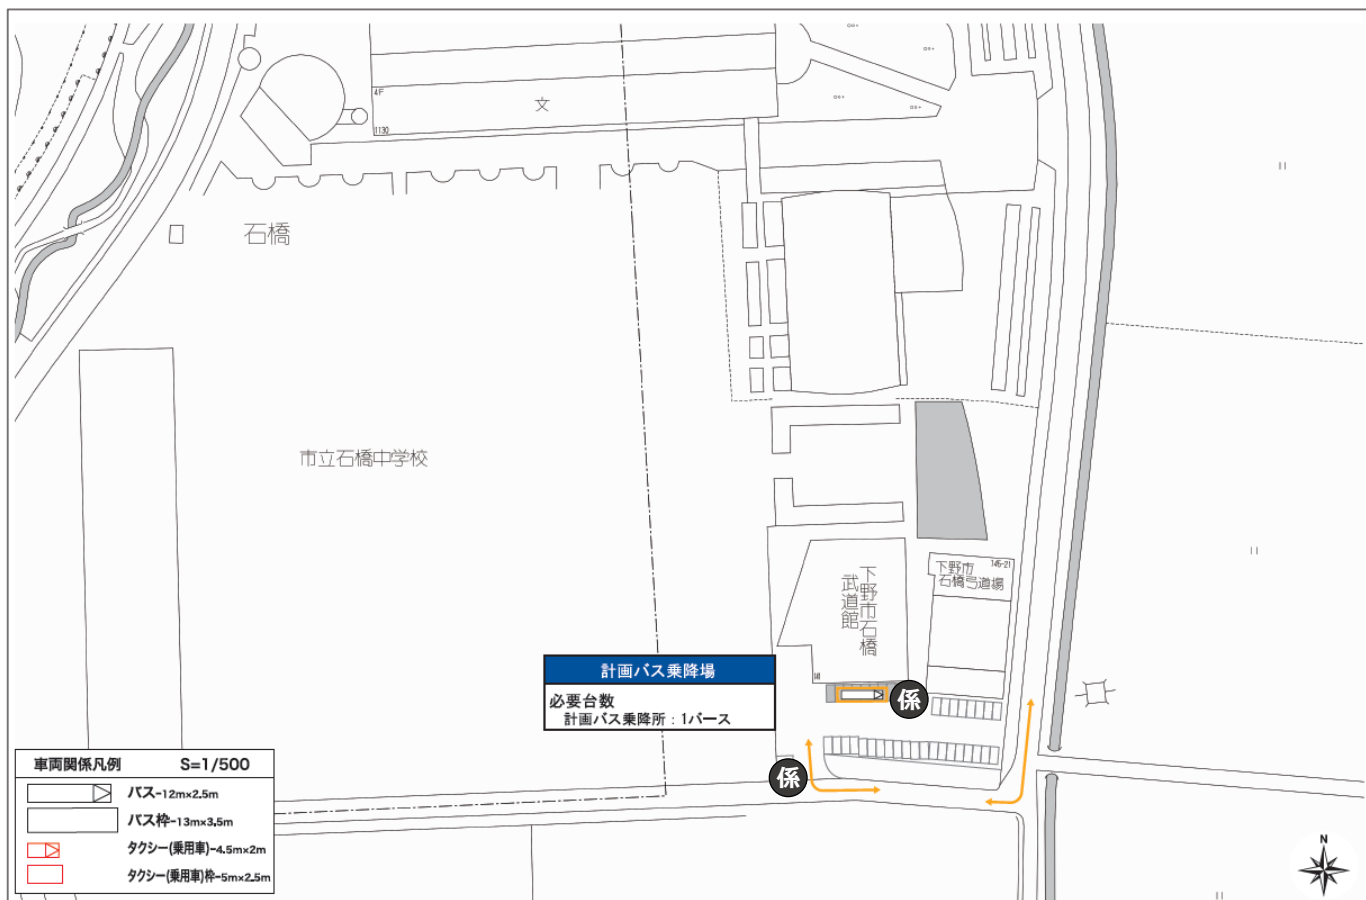 4F
文
1130
石橋
市立石橋中学校
下野市石橋
武道館
下野市
石橋弓道場
145-21
計画バス乗降場
必要台数
計画バス乗降所：1バース
係
係
車両関係凡例 S=1/500
バス-12m×2.5m
バス枠-13m×3.5m
タクシー(乗用車)-4.5m×2m
タクシー(乗用車)枠-5m×2.5m
N